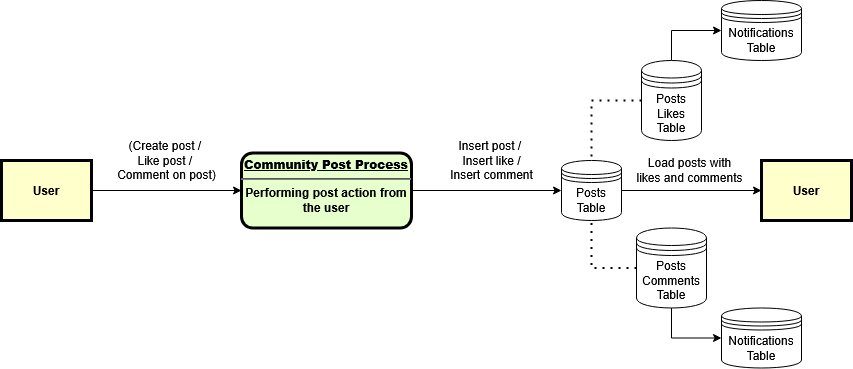 User
(Create post /
Like post /
Comment on post)
Community Post Process
Performing post action from
the user
Insert post /
Insert like /
Insert comment
Posts
Table
Posts
Likes
Table
Notifications
Table
Load posts with
likes and comments
User
Posts
Comments
Table
Notifications
Table